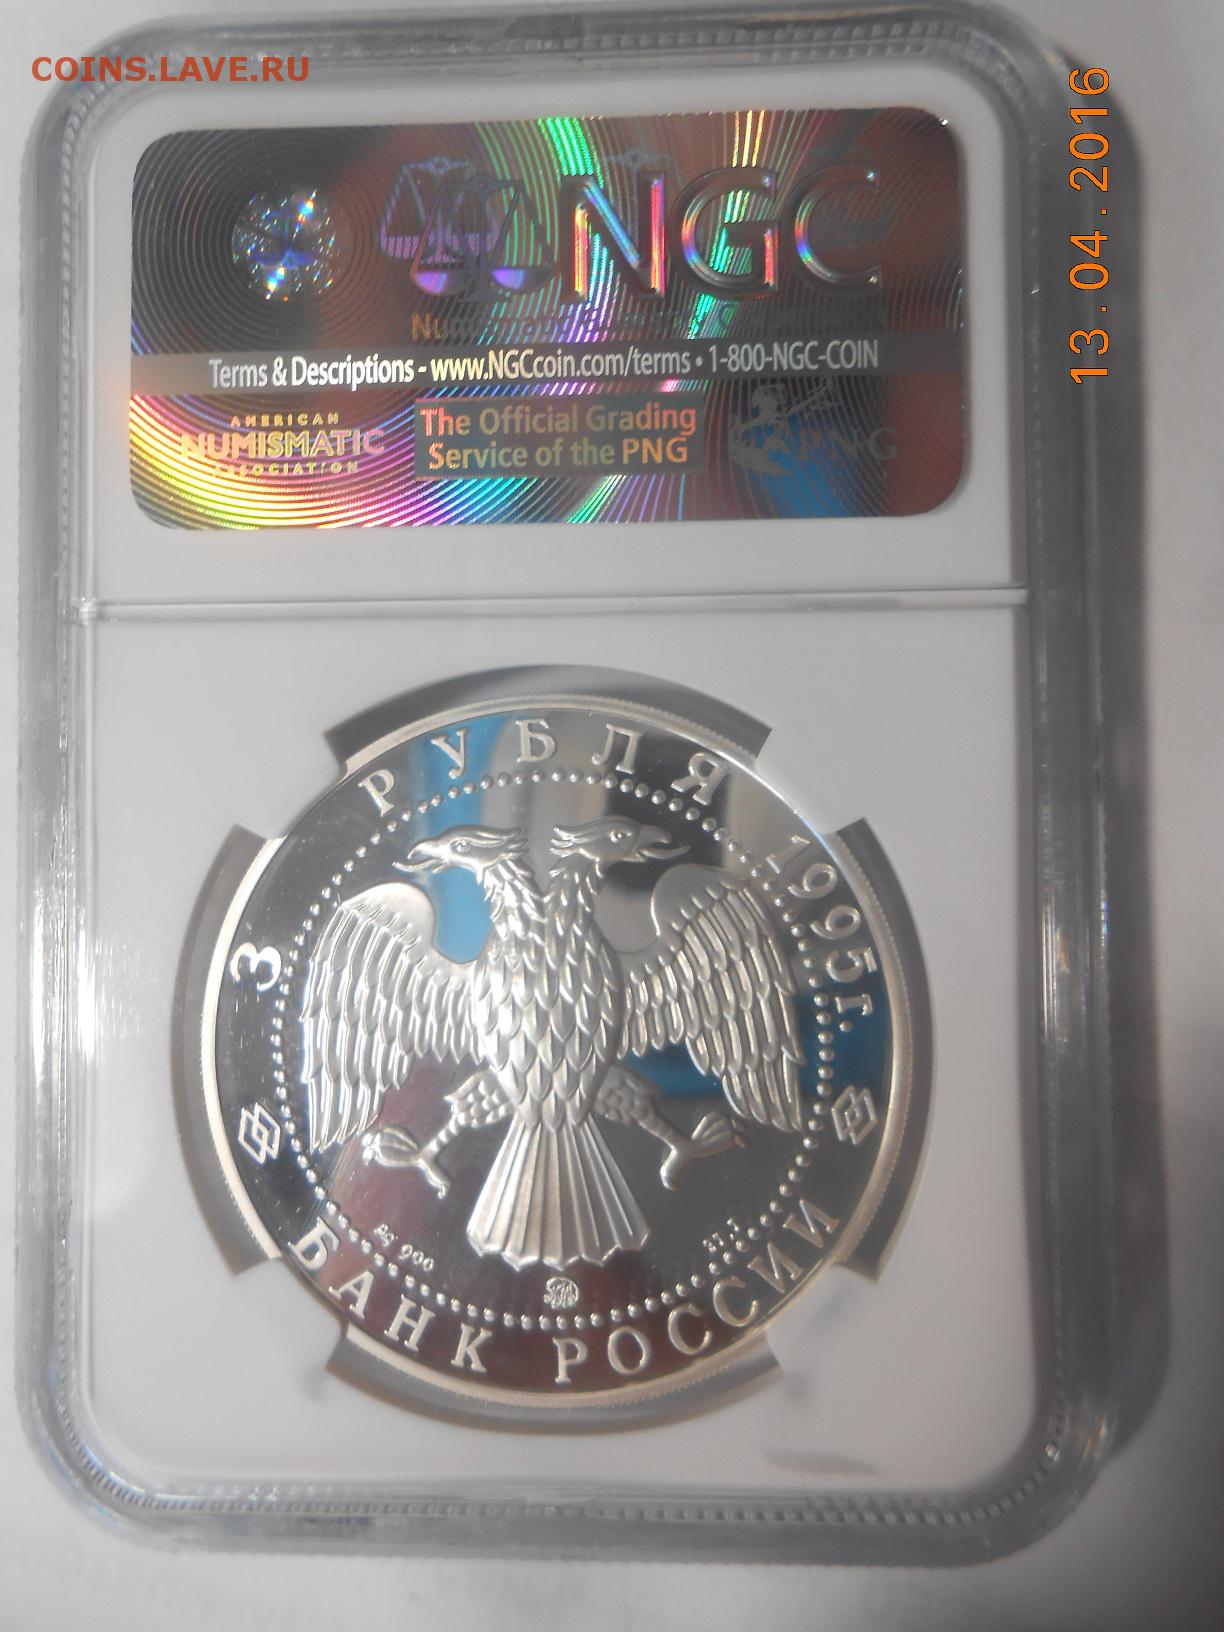 COINS.LAVE.RU
13.04.2016
NGC
Terms & Descriptions - www.NGCcoin.com/terms • 1-800-NGC-COIN
AMERICAN
NUMISMATIC
ASSOCIATION
The Official Grading
Service of the PNG
PNG
3 РУБЛЯ 1995г.
Ag 900
БАНК РОССИИ